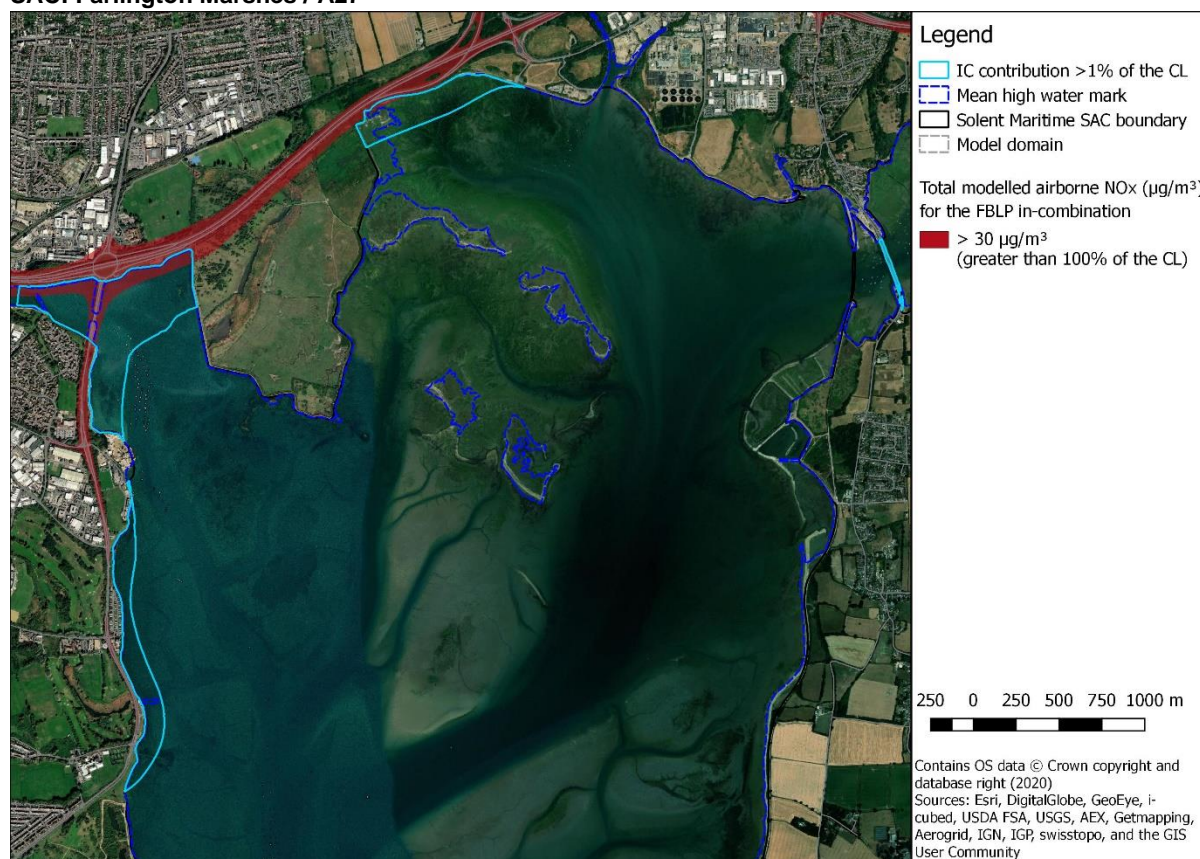 SAC: Farlington Marshes / A27
Legend
IC contribution >1% of the CL
Mean high water mark
Solent Maritime SAC boundary
Model domain
Total modelled airborne NOx (µg/m³)
for the FBLP in-combination
> 30 µg/m³
(greater than 100% of the CL)
250 0 250 500 750 1000 m
Contains OS data © Crown copyright and
database right (2020)
Sources: Esri, DigitalGlobe, GeoEye, i-
cubed, USDA FSA, USGS, AEX, Getmapping,
Aerogrid, IGN, IGP, swisstopo, and the GIS
User Community